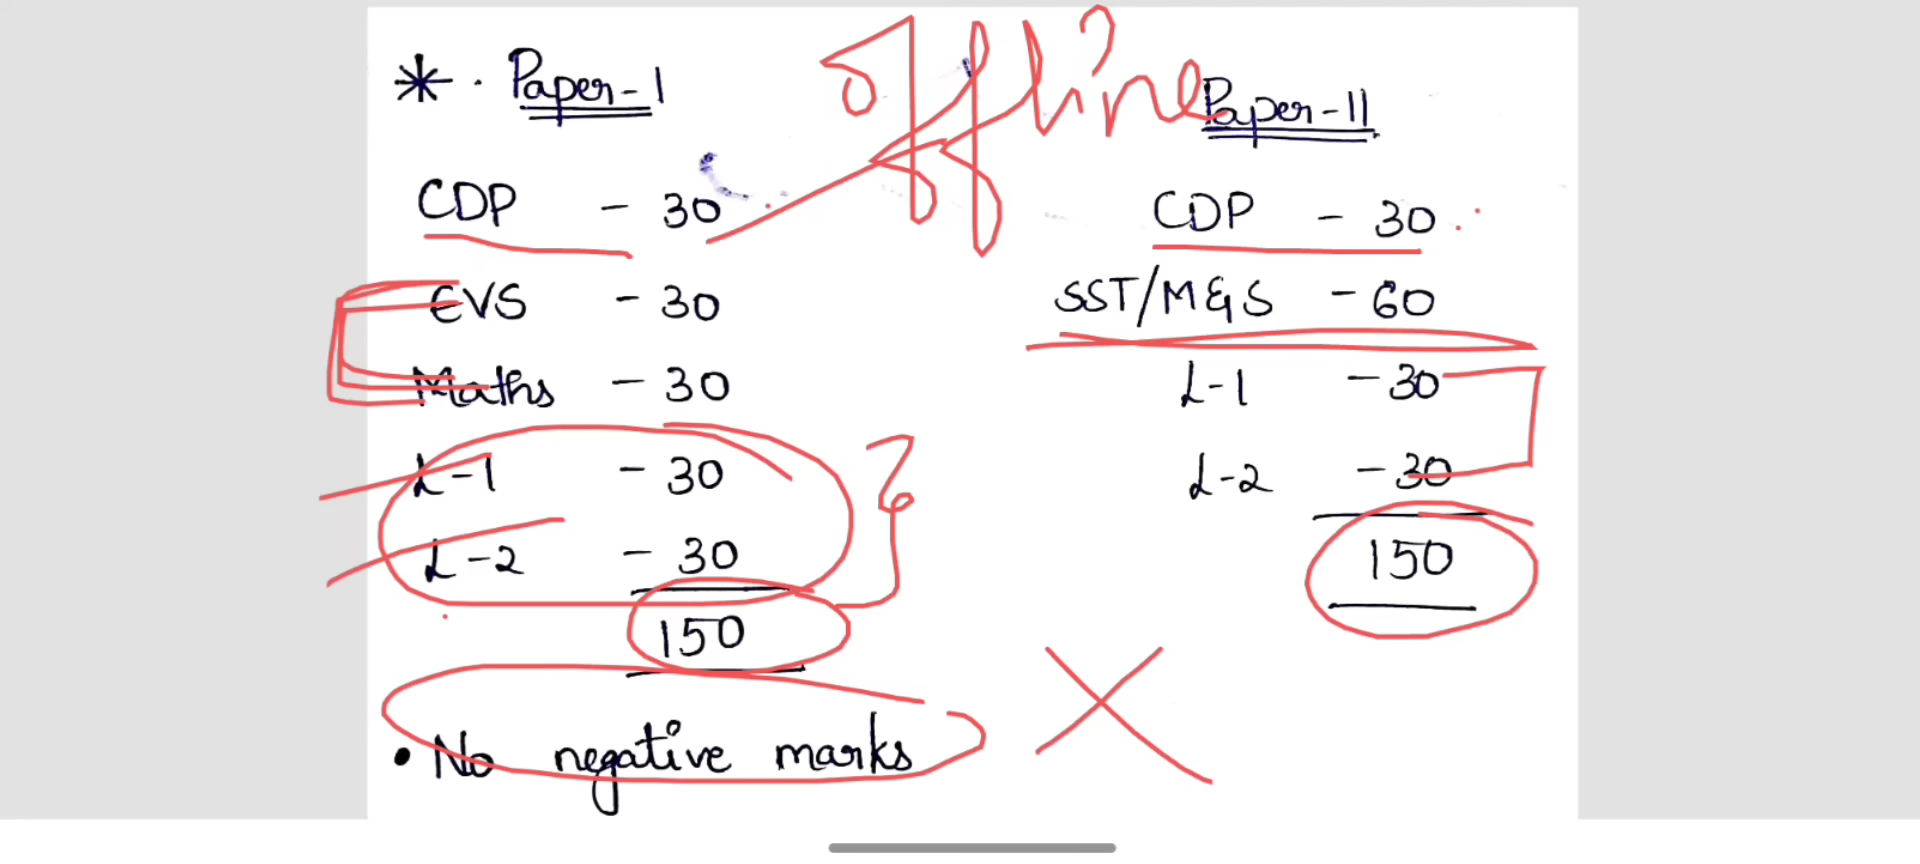 * . Paper-I
offline
Paper-II
CDP - 30
EVS - 30
Maths - 30
L-1 - 30
L-2 - 30
150
• No negative marks
CDP - 30
SST/M&S - 60
L-1 - 30
L-2 - 30
150